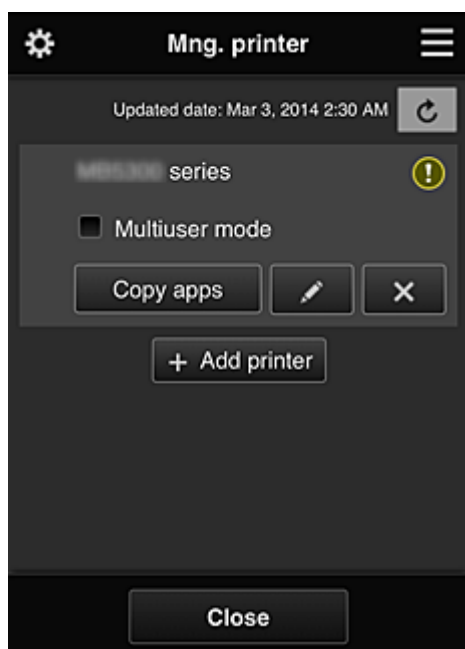 Mng. printer
Updated date: Mar 3, 2014 2:30 AM
series
Multiuser mode
Copy apps
+ Add printer
Close